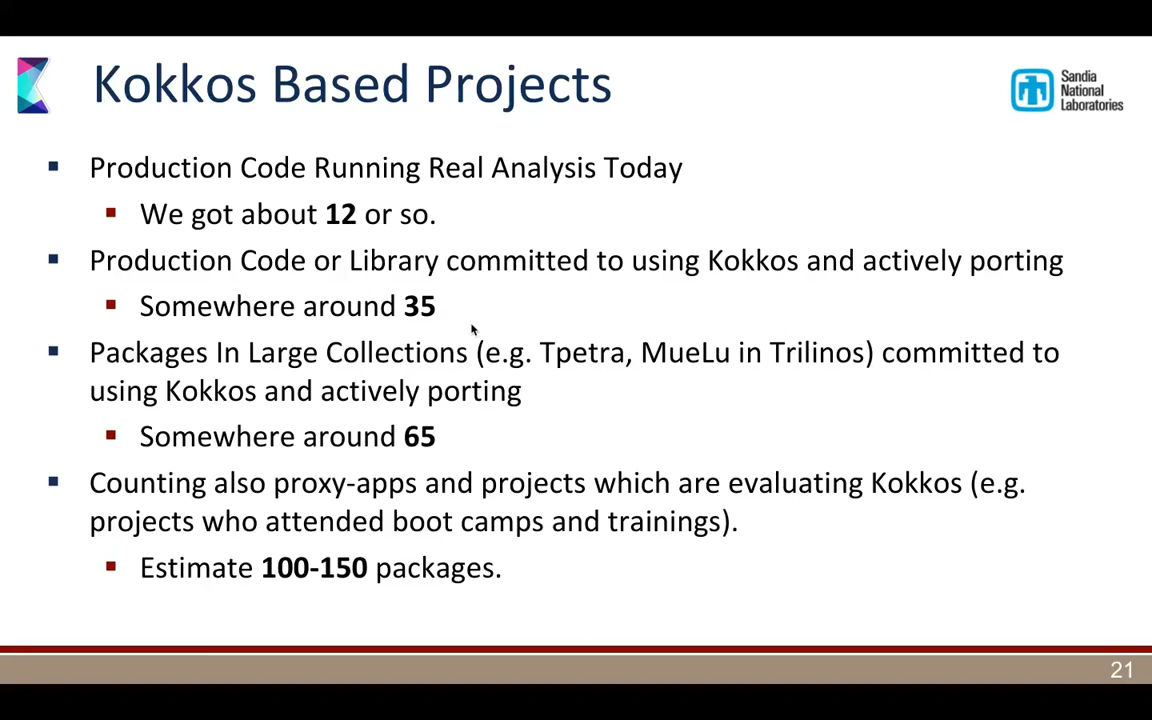 Kokkos Based Projects
Sandia
National
Laboratories
▪ Production Code Running Real Analysis Today
▪ We got about 12 or so.
▪ Production Code or Library committed to using Kokkos and actively porting
▪ Somewhere around 35
▪ Packages In Large Collections (e.g. Tpetra, MueLu in Trilinos) committed to
using Kokkos and actively porting
▪ Somewhere around 65
▪ Counting also proxy-apps and projects which are evaluating Kokkos (e.g.
projects who attended boot camps and trainings).
▪ Estimate 100-150 packages.
21